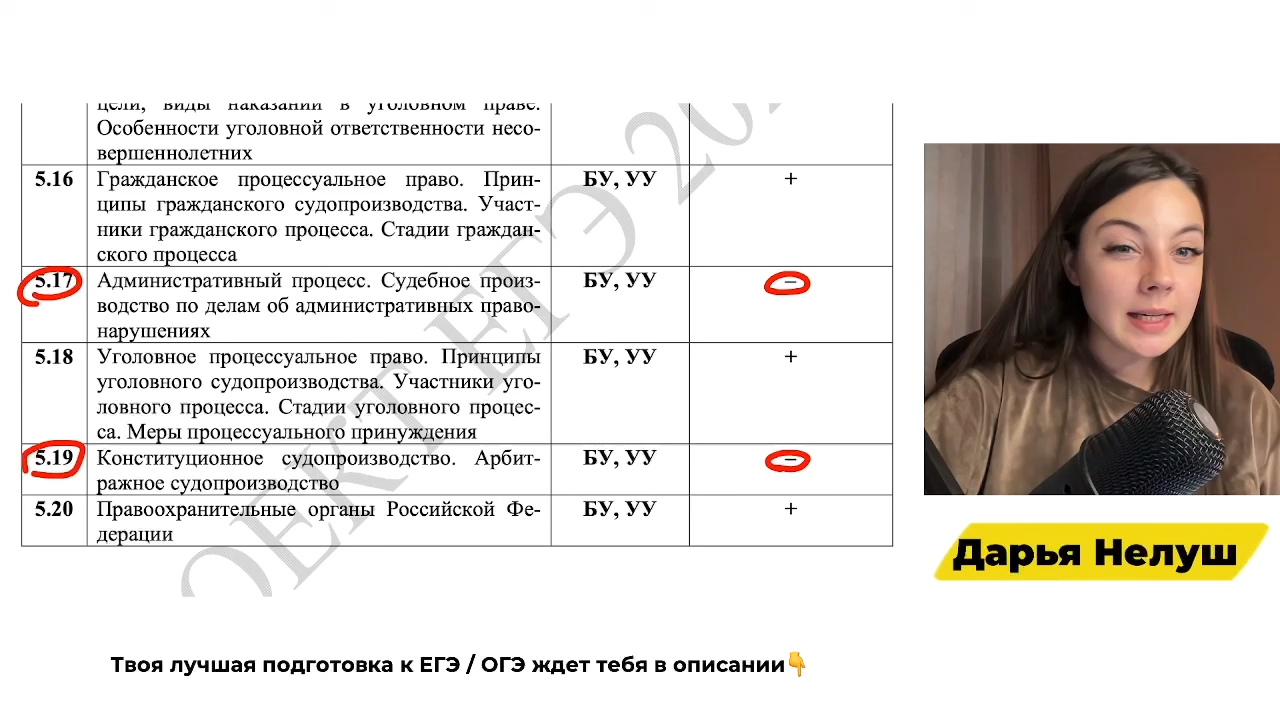 цели, виды наказаний в уголовном праве.
Особенности уголовной ответственности несо-
вершеннолетних
5.16 Гражданское процессуальное право. Прин- БУ, УУ +
ципы гражданского судопроизводства. Участ-
ники гражданского процесса. Стадии граждан-
ского процесса
5.17 Административный процесс. Судебное произ- БУ, УУ –
водство по делам об административных право-
нарушениях
5.18 Уголовное процессуальное право. Принципы БУ, УУ +
уголовного судопроизводства. Участники уго-
ловного процесса. Стадии уголовного процес-
са. Меры процессуального принуждения
5.19 Конституционное судопроизводство. Арбит- БУ, УУ –
ражное судопроизводство
5.20 Правоохранительные органы Российской Фе- БУ, УУ +
дерации
ОЕКТ ЕГЭ 20
Дарья Нелуш
Твоя лучшая подготовка к ЕГЭ / ОГЭ ждет тебя в описании👇